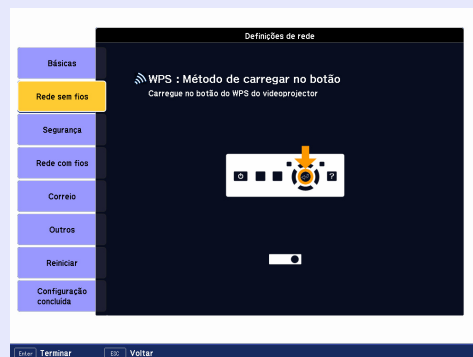 Definições de rede
Básicas
Rede sem fios
Segurança
Rede com fios
Correio
Outros
Reiniciar
Configuração
concluída
WPS : Método de carregar no botão
Carregue no botão do WPS do videoprojector
?
Enter Terminar
ESC Voltar